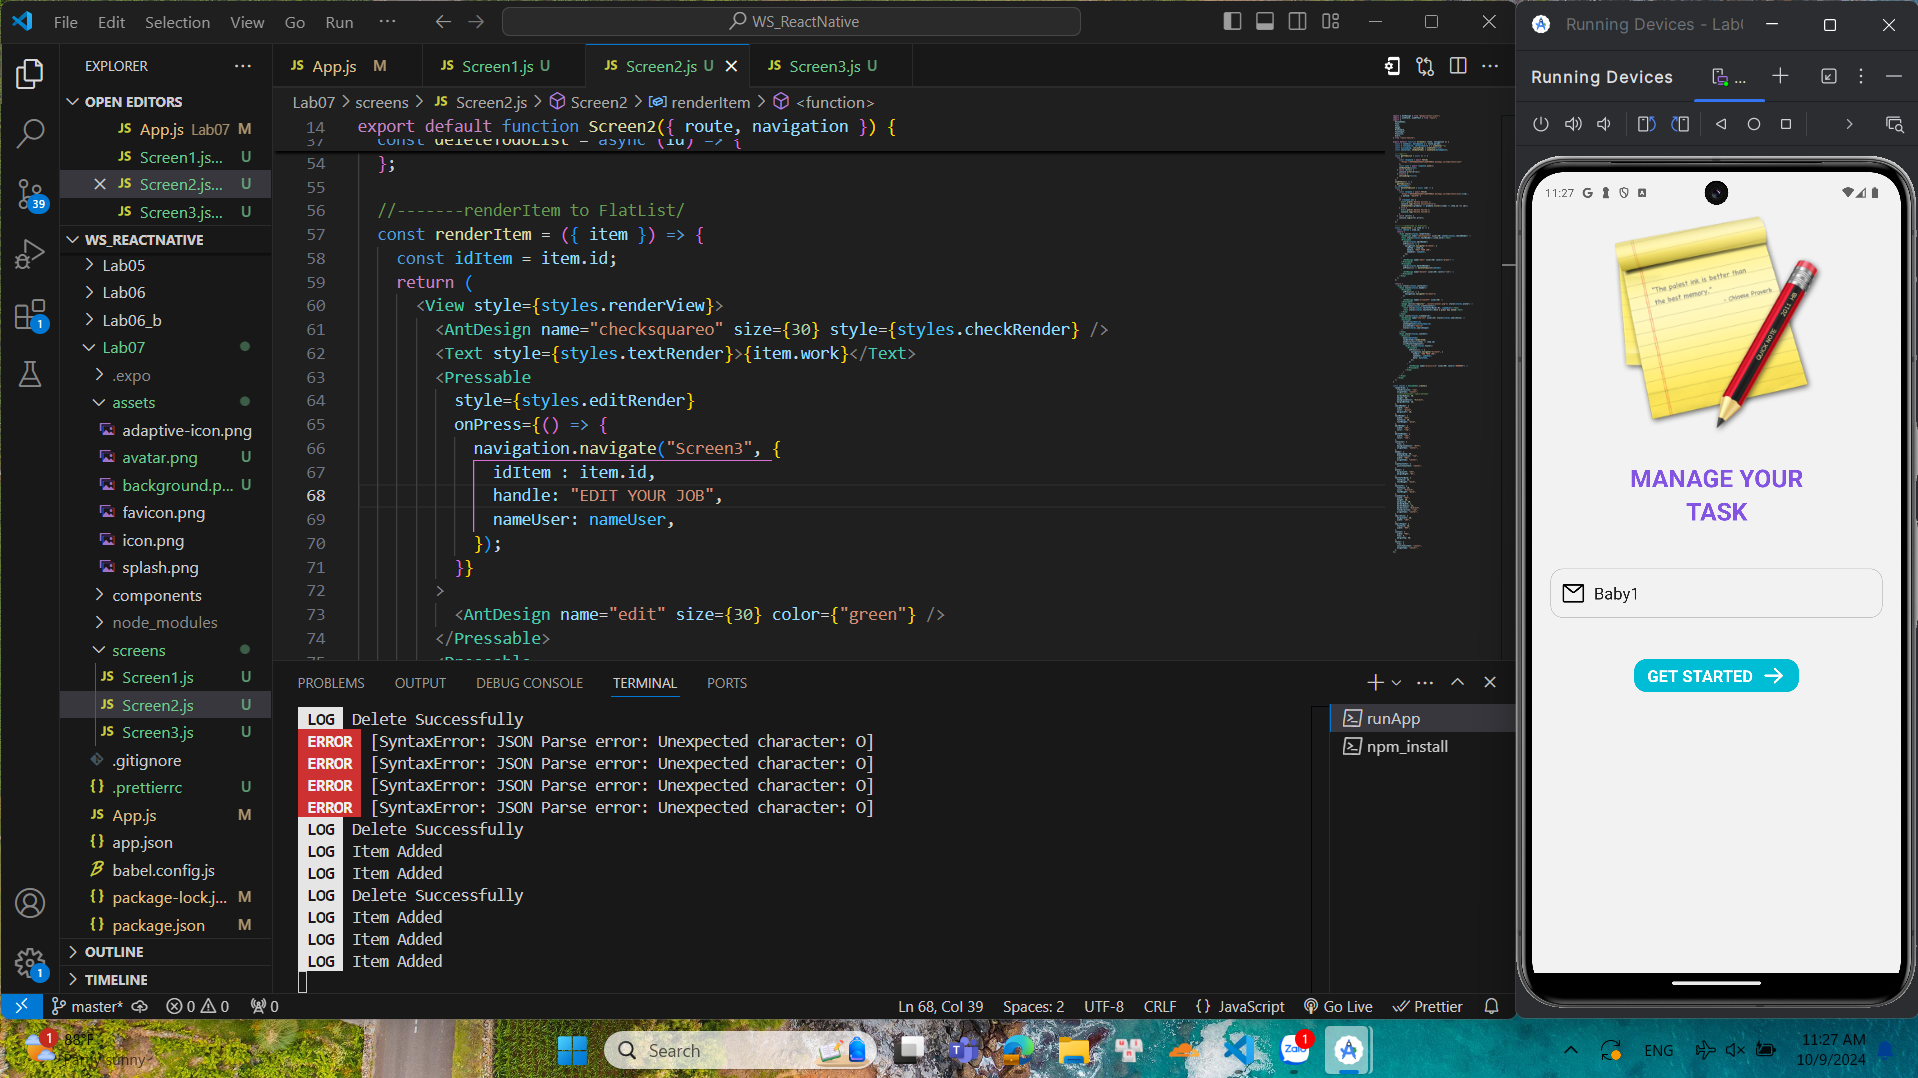 File Edit Selection View Go Run ··· WS_ReactNative
EXPLORER
OPEN EDITORS
App.js Lab07 M
Screen1.js... U
Screen2.js... U
Screen3.js... U
WS_REACTNATIVE
Lab05
Lab06
Lab06_b
Lab07
.expo
assets
adaptive-icon.png
avatar.png U
background.p... U
favicon.png
icon.png
splash.png
components
node_modules
screens
Screen1.js U
Screen2.js U
Screen3.js U
.gitignore
.prettierrc U
App.js M
app.json
babel.config.js
package-lock.j... M
package.json M
OUTLINE
TIMELINE
39
1
1
JS App.js M JS Screen1.js U JS Screen2.js U JS Screen3.js U
Lab07 > screens > JS Screen2.js > Screen2 > renderItem > <function>
14 export default function Screen2({ route, navigation }) {
37 const deleteTodoList = async (id) => {
54 };
55
56 //-------renderItem to FlatList/
57 const renderItem = ({ item }) => {
58 const idItem = item.id;
59 return (
60 <View style={styles.renderView}>
61 <AntDesign name="checksquareo" size={30} style={styles.checkRender} />
62 <Text style={styles.textRender}>{item.work}</Text>
63 <Pressable
64 style={styles.editRender}
65 onPress={() => {
66 navigation.navigate("Screen3", {
67 idItem : item.id,
68 handle: "EDIT YOUR JOB",
69 nameUser: nameUser,
70 });
71 }}
72 >
73 <AntDesign name="edit" size={30} color={"green"} />
74 </Pressable>
75 <Pressable
PROBLEMS OUTPUT DEBUG CONSOLE TERMINAL PORTS
LOG Delete Successfully
ERROR [SyntaxError: JSON Parse error: Unexpected character: O]
ERROR [SyntaxError: JSON Parse error: Unexpected character: O]
ERROR [SyntaxError: JSON Parse error: Unexpected character: O]
ERROR [SyntaxError: JSON Parse error: Unexpected character: O]
LOG Delete Successfully
LOG Item Added
LOG Item Added
LOG Delete Successfully
LOG Item Added
LOG Item Added
LOG Item Added
runApp
npm_install
master* 0 0 0 Ln 68, Col 39 Spaces: 2 UTF-8 CRLF {} JavaScript Go Live Prettier
Running Devices - Lab
Running Devices ...
11:27 G
"The palest ink is better than
the best memory."
- Chinese Proverb
QUICK NOTE
MANAGE YOUR
TASK
Baby1
GET STARTED
1 88°F
Partly sunny
Search
Zalo 1
ENG
11:27 AM
10/9/2024